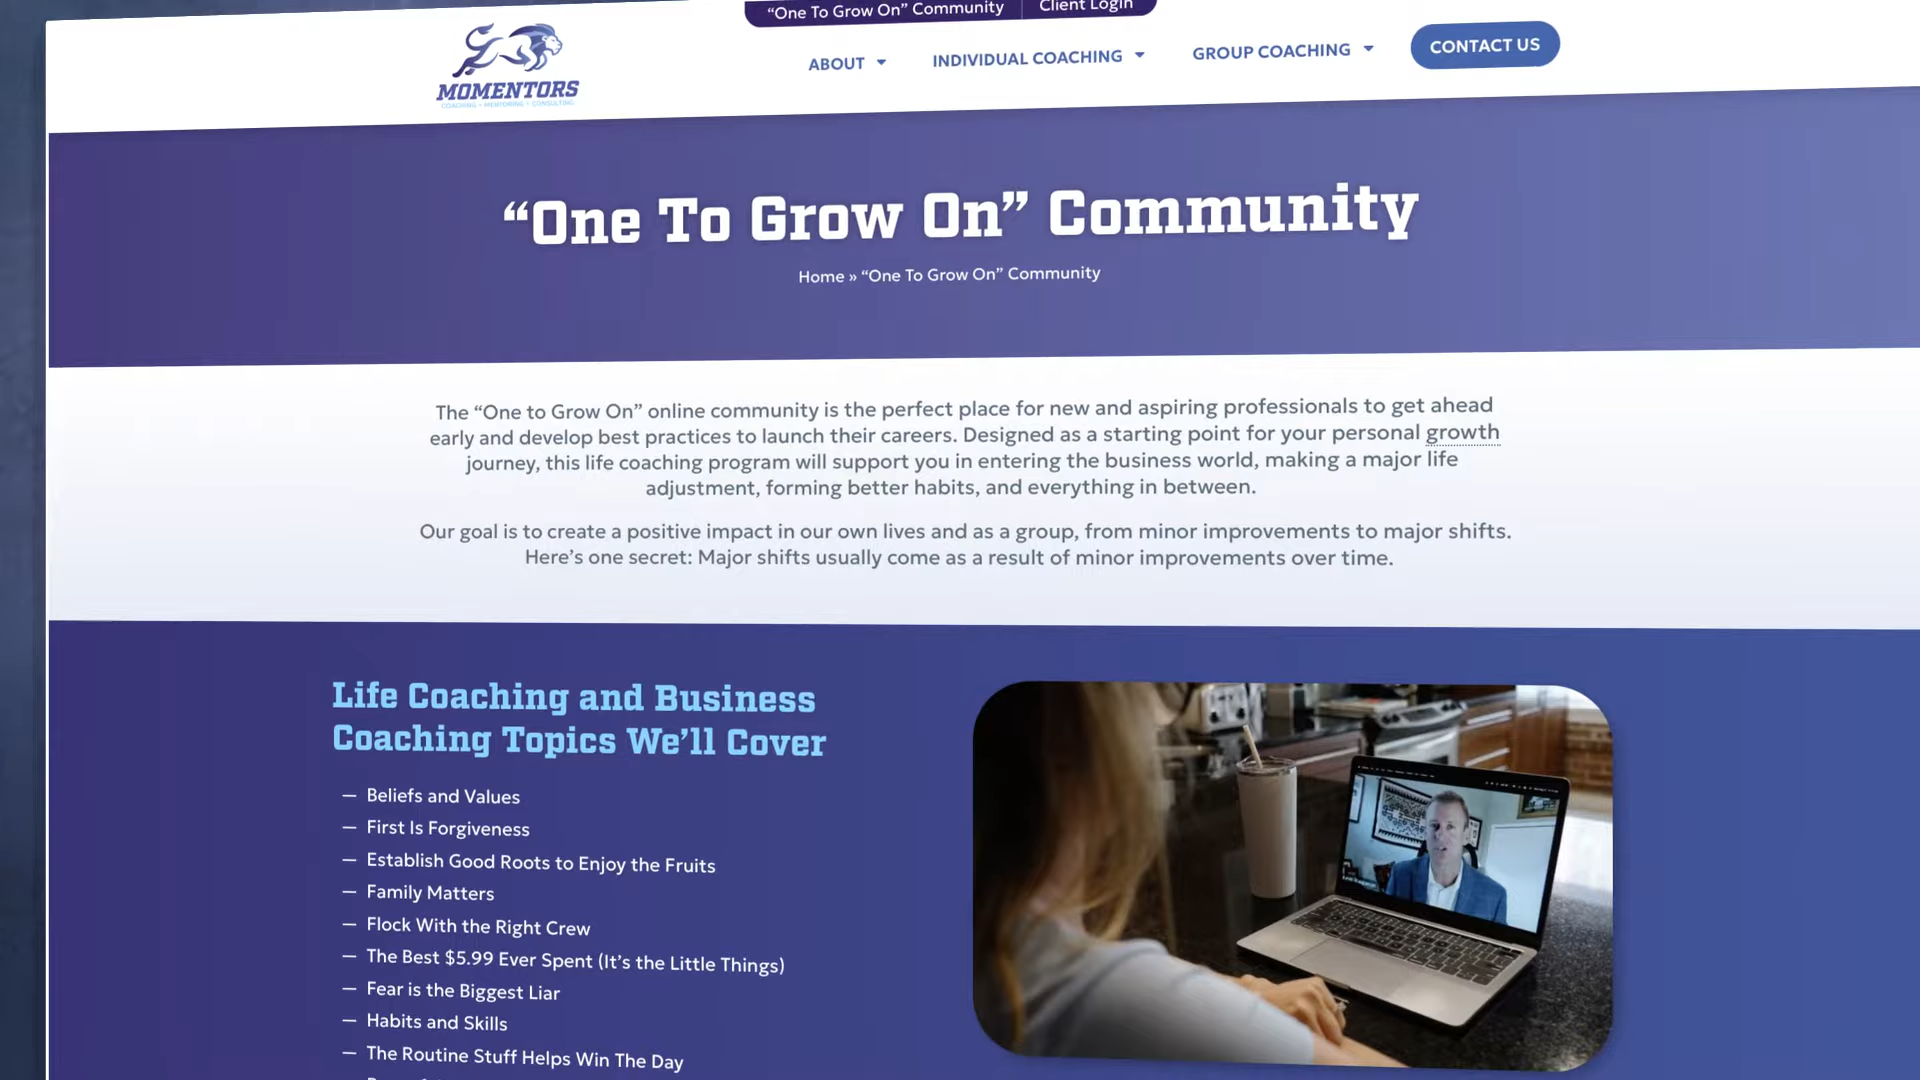 “One To Grow On” Community
Client Login
MOMENTORS
COACHING • MENTORING • CONSULTING
ABOUT
INDIVIDUAL COACHING
GROUP COACHING
CONTACT US
“One To Grow On” Community
Home » “One To Grow On” Community
The “One to Grow On” online community is the perfect place for new and aspiring professionals to get ahead
early and develop best practices to launch their careers. Designed as a starting point for your personal growth
journey, this life coaching program will support you in entering the business world, making a major life
adjustment, forming better habits, and everything in between.
Our goal is to create a positive impact in our own lives and as a group, from minor improvements to major shifts.
Here’s one secret: Major shifts usually come as a result of minor improvements over time.
Life Coaching and Business
Coaching Topics We’ll Cover
— Beliefs and Values
— First Is Forgiveness
— Establish Good Roots to Enjoy the Fruits
— Family Matters
— Flock With the Right Crew
— The Best $5.99 Ever Spent (It’s the Little Things)
— Fear is the Biggest Liar
— Habits and Skills
— The Routine Stuff Helps Win The Day